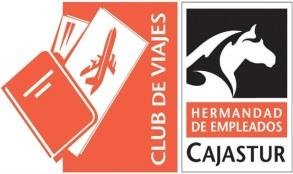 CLUB DE VIAJES
HERMANDAD
DE EMPLEADOS
CAJASTUR